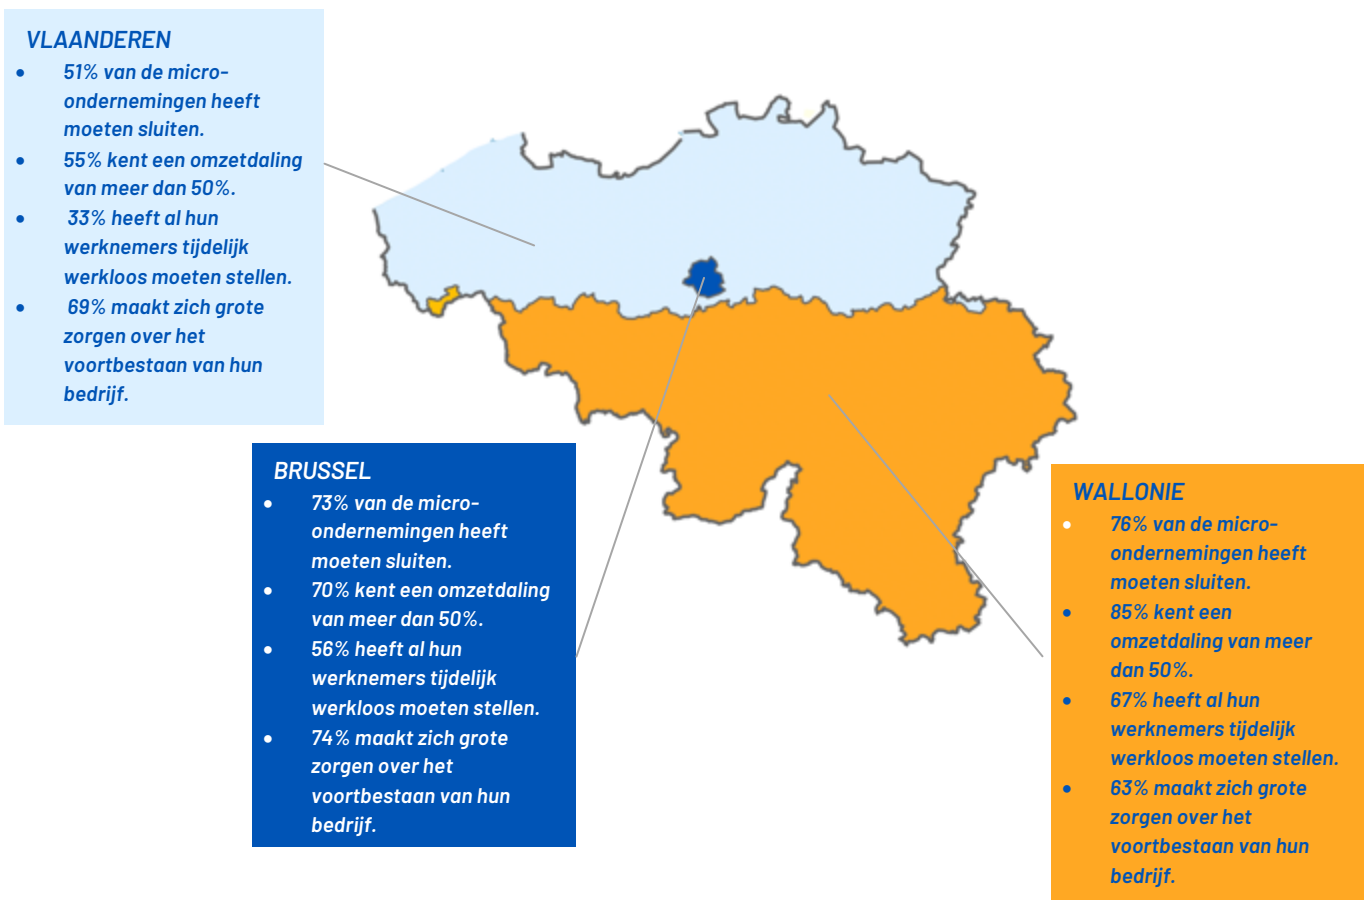 VLAANDEREN
• 51% van de micro-
ondernemingen heeft
moeten sluiten.
• 55% kent een omzetdaling
van meer dan 50%.
• 33% heeft al hun
werknemers tijdelijk
werkloos moeten stellen.
• 69% maakt zich grote
zorgen over het
voortbestaan van hun
bedrijf.
BRUSSEL
• 73% van de micro-
ondernemingen heeft
moeten sluiten.
• 70% kent een omzetdaling
van meer dan 50%.
• 56% heeft al hun
werknemers tijdelijk
werkloos moeten stellen.
• 74% maakt zich grote
zorgen over het
voortbestaan van hun
bedrijf.
WALLONIE
• 76% van de micro-
ondernemingen heeft
moeten sluiten.
• 85% kent een
omzetdaling van meer
dan 50%.
• 67% heeft al hun
werknemers tijdelijk
werkloos moeten stellen.
• 63% maakt zich grote
zorgen over het
voortbestaan van hun
bedrijf.